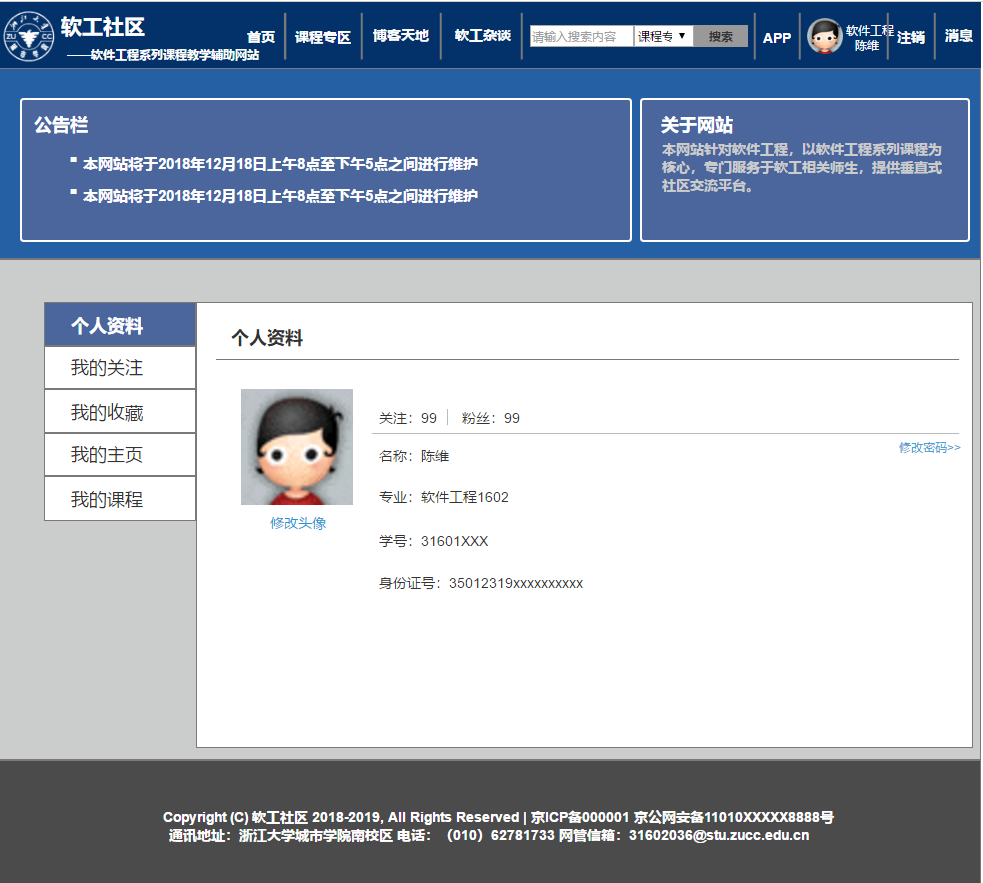 软工社区
——软件工程系列课程教学辅助网站
首页
课程专区
博客天地
软工杂谈
请输入搜索内容
课程专
搜索
APP
软件工程
陈维
注销
消息
ZU CC
公告栏
本网站将于2018年12月18日上午8点至下午5点之间进行维护
本网站将于2018年12月18日上午8点至下午5点之间进行维护
关于网站
本网站针对软件工程，以软件工程系列课程为
核心，专门服务于软工相关师生，提供垂直式
社区交流平台。
个人资料
我的关注
我的收藏
我的主页
我的课程
个人资料
关注：99
粉丝：99
修改密码>>
名称：陈维
专业：软件工程1602
修改头像
学号：31601XXX
身份证号：35012319xxxxxxxxxx
Copyright (C) 软工社区 2018-2019, All Rights Reserved | 京ICP备000001 京公网安备11010XXXXX8888号
通讯地址：浙江大学城市学院南校区 电话：（010）62781733 网管信箱：31602036@stu.zucc.edu.cn